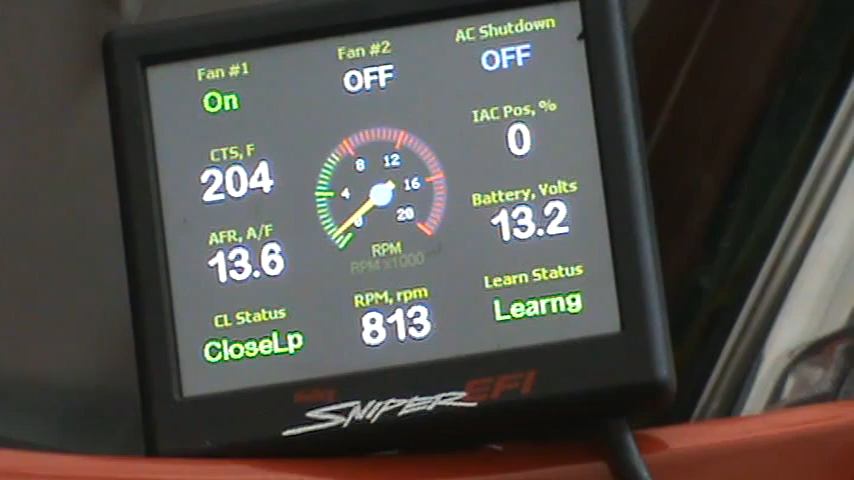 Fan #1
On
Fan #2
OFF
AC Shutdown
OFF
CTS, F
204
IAC Pos, %
0
0
4
8
12
16
20
RPM
RPM x1000
AFR, A/F
13.6
Battery, Volts
13.2
CL Status
CloseLp
RPM, rpm
813
Learn Status
Learng
SNIPER EFI